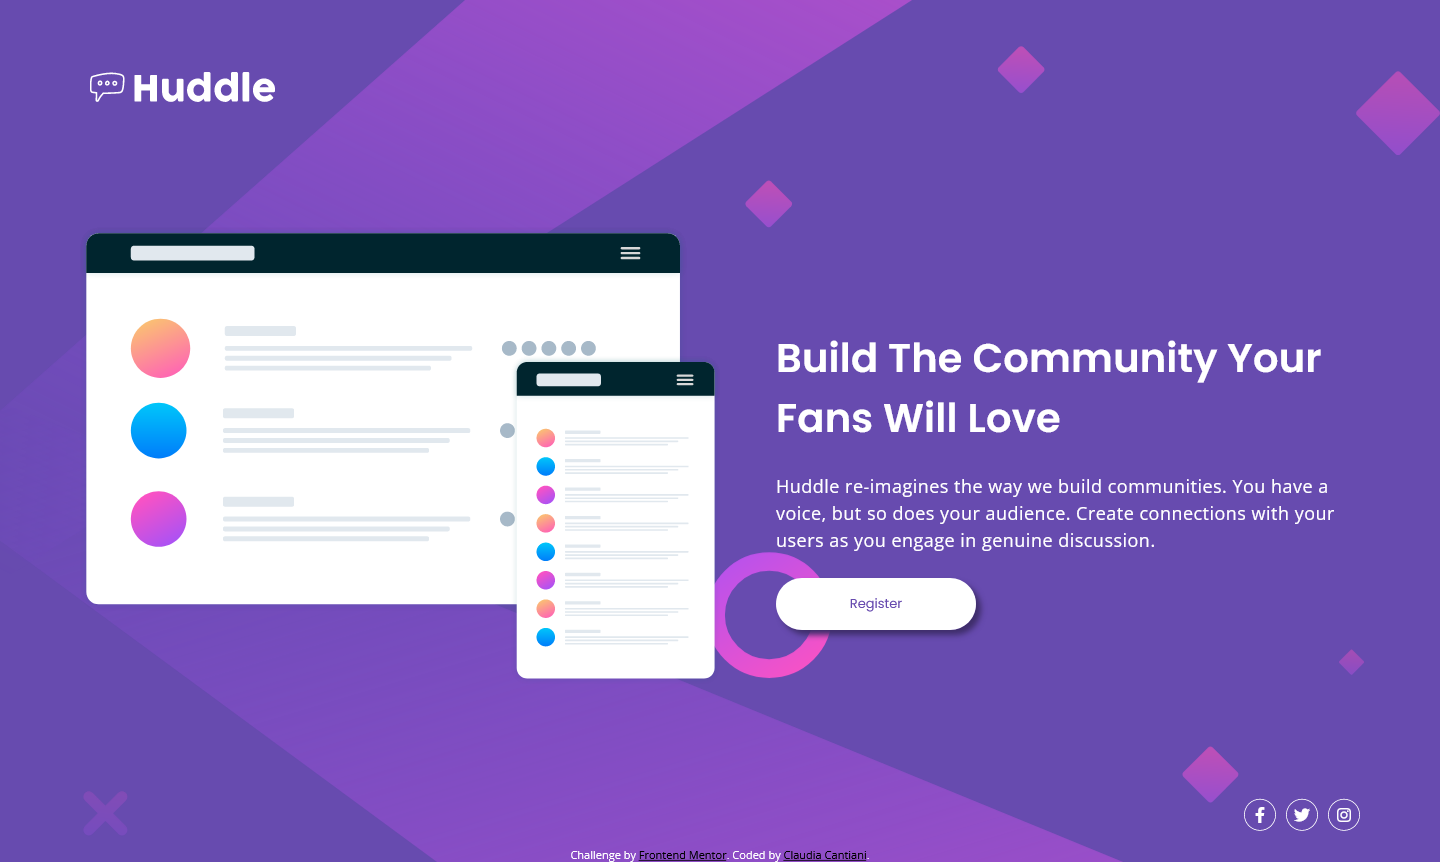 Huddle
Build The Community Your
Fans Will Love
Huddle re-imagines the way we build communities. You have a
voice, but so does your audience. Create connections with your
users as you engage in genuine discussion.
Register
Challenge by Frontend Mentor. Coded by Claudia Cantiani.